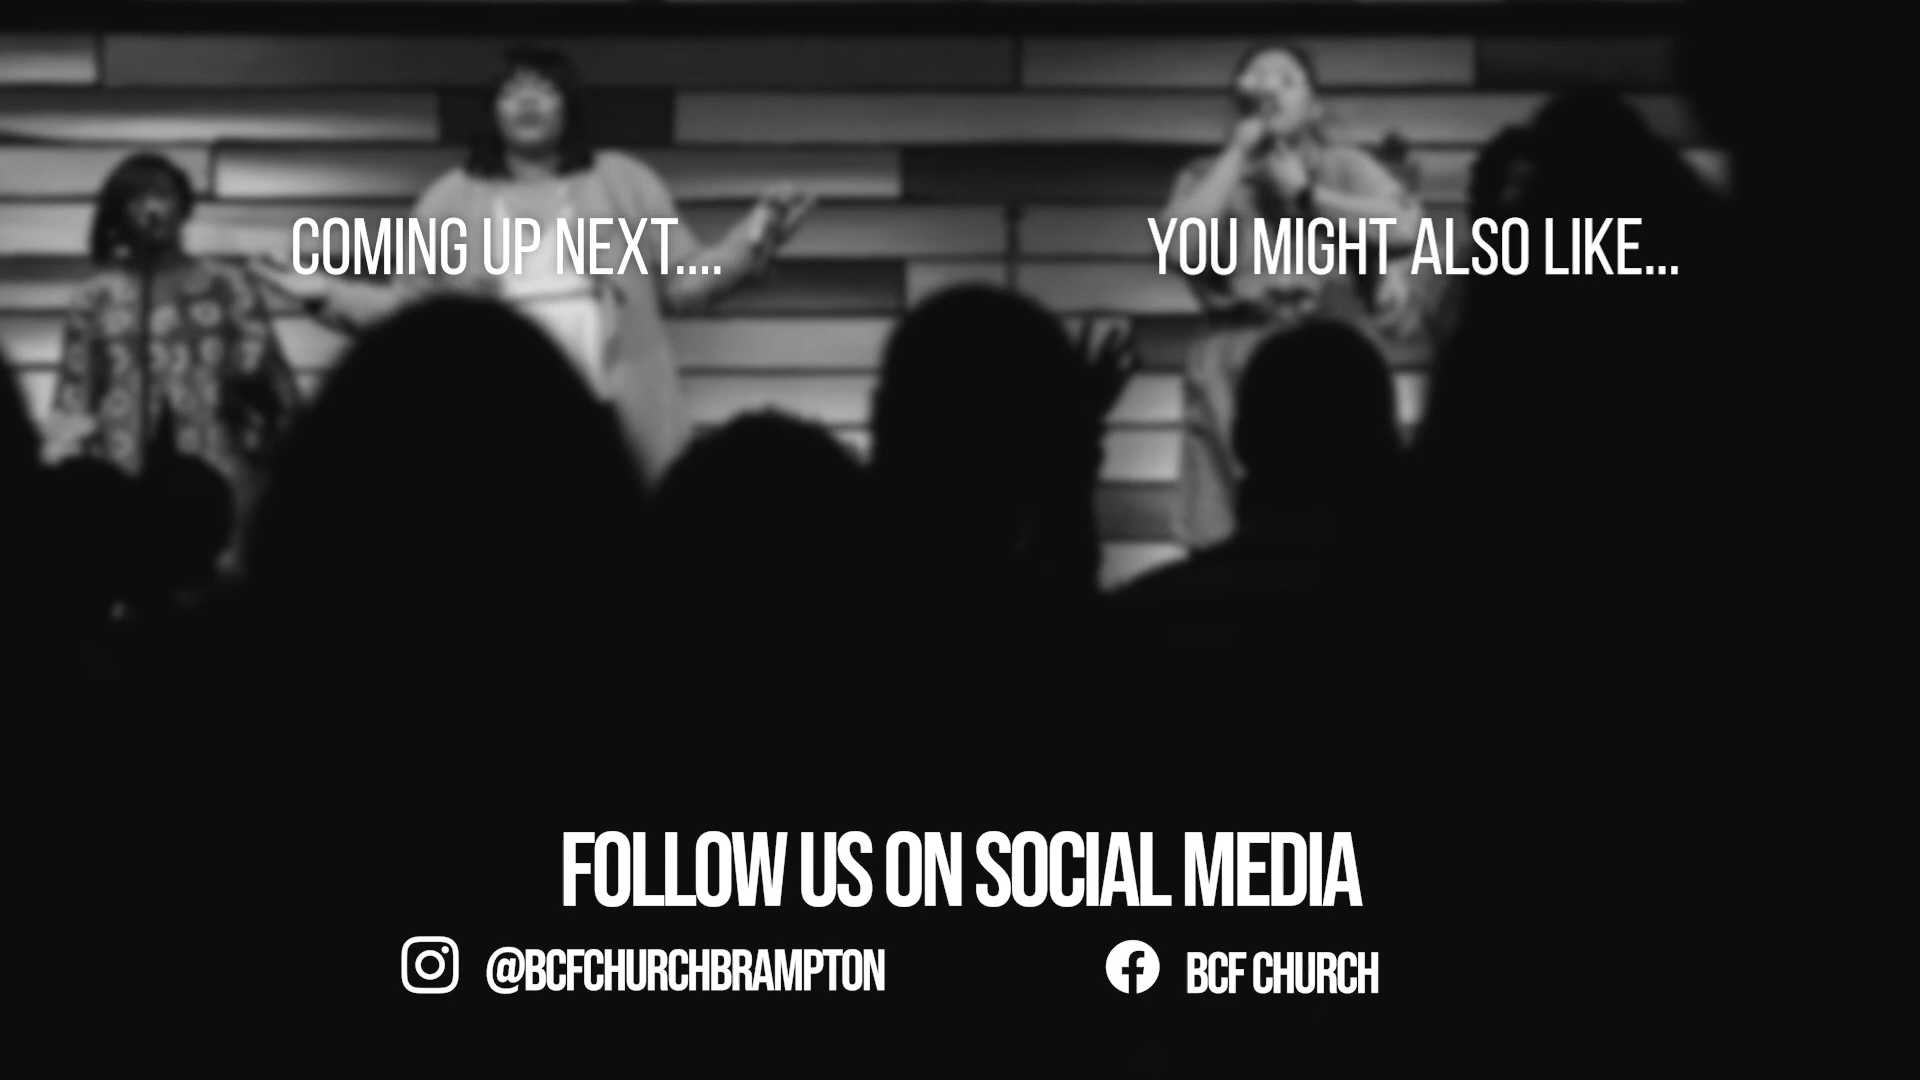 COMING UP NEXT....
YOU MIGHT ALSO LIKE...
FOLLOW US ON SOCIAL MEDIA
@BCFCHURCHBRAMPTON
BCF CHURCH